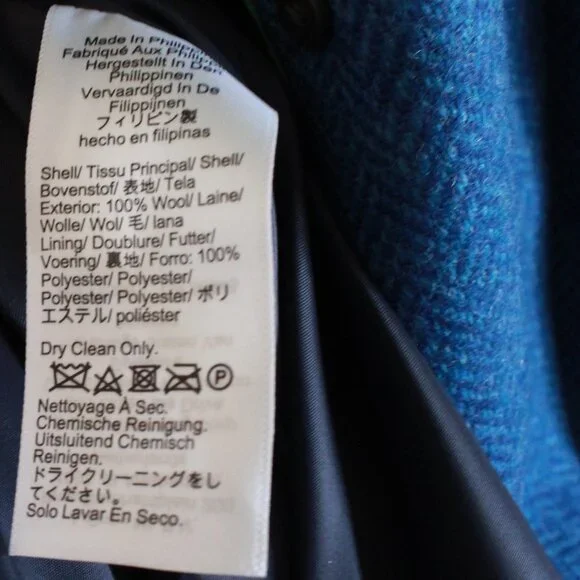 Made In Philippin
Fabriqué Aux Philippin
Hergestellt In Den
Philippinen
Vervaardigd In De
Filippijnen
フィリピン製
hecho en filipinas
Shell/ Tissu Principal/ Shell/
Bovenstof/ 表地/ Tela
Exterior: 100% Wool/ Laine/
Wolle/ Wol/ 毛/ lana
Lining/ Doublure/ Futter/
Voering/ 裏地/ Forro: 100%
Polyester/ Polyester/
Polyester/ Polyester/ ポリ
エステル/ poliéster
Dry Clean Only.
P
Nettoyage À Sec.
Chemische Reinigung.
Uitsluitend Chemisch
Reinigen.
ドライクリーニングをし
てください。
Solo Lavar En Seco.